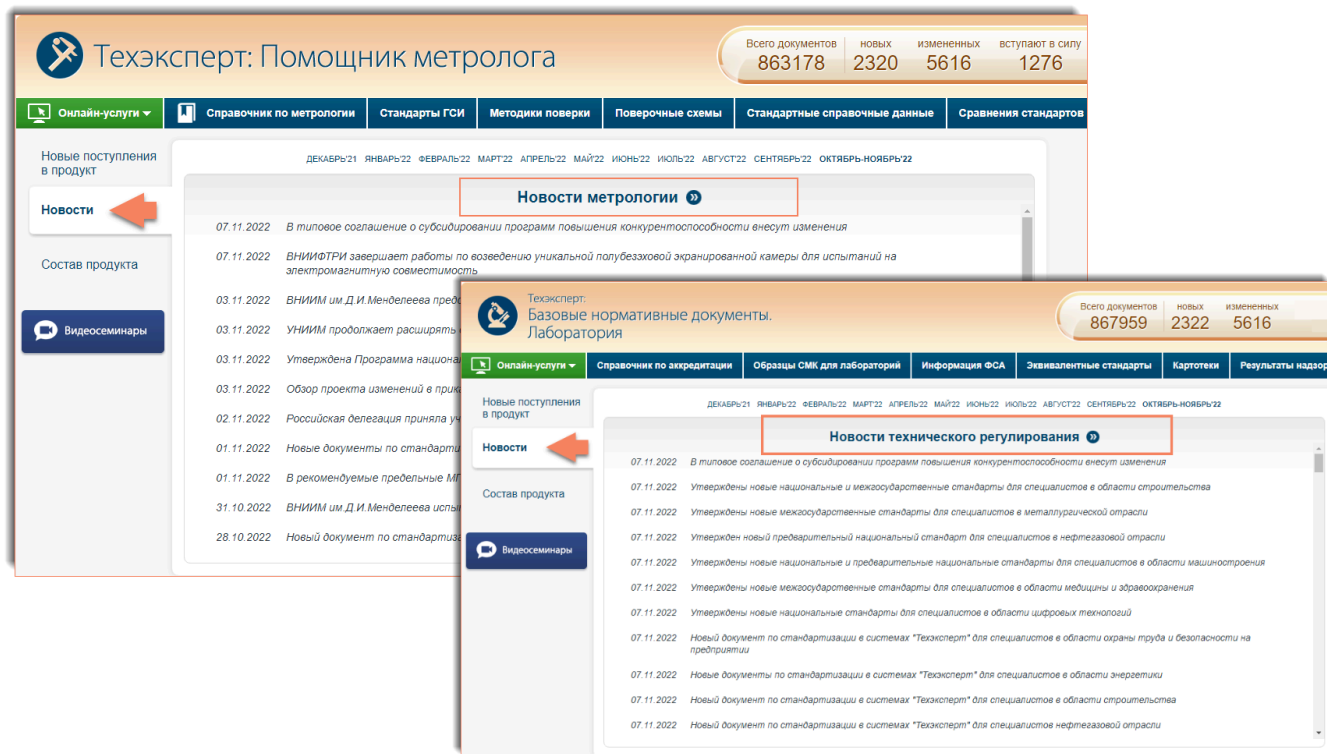 Техэксперт: Помощник метролога
Всего документов новых измененных вступают в силу
863178 2320 5616 1276
Онлайн-услуги Справочник по метрологии Стандарты ГСИ Методики поверки Поверочные схемы Стандартные справочные данные Сравнения стандартов
Новые поступления
в продукт
Новости
Состав продукта
Видеосеминары
ДЕКАБРЬ'21 ЯНВАРЬ'22 ФЕВРАЛЬ'22 МАРТ'22 АПРЕЛЬ'22 МАЙ'22 ИЮНЬ'22 ИЮЛЬ'22 АВГУСТ'22 СЕНТЯБРЬ'22 ОКТЯБРЬ-НОЯБРЬ'22
Новости метрологии
07.11.2022 В типовое соглашение о субсидировании программ повышения конкурентоспособности внесут изменения
07.11.2022 ВНИИФТРИ завершает работы по возведению уникальной полубезэховой экранированной камеры для испытаний на
электромагнитную совместимость
03.11.2022 ВНИИМ им.Д.И.Менделеева
03.11.2022 УНИИМ продолжает расширять
03.11.2022 Утверждена Программа
03.11.2022 Обзор проекта изменений в
02.11.2022 Российская делегация приняла
01.11.2022 Новые документы по
01.11.2022 В рекомендуемые предельные
31.10.2022 ВНИИМ им.Д.И.Менделеева
28.10.2022 Новый документ по
Техэксперт:
Базовые нормативные документы.
Лаборатория
Всего документов новых измененных
867959 2322 5616
Онлайн-услуги Справочник по аккредитации Образцы СМК для лабораторий Информация ФСА Эквивалентные стандарты Картотеки Результаты
Новые поступления
в продукт
Новости
Состав продукта
Видеосеминары
ДЕКАБРЬ'21 ЯНВАРЬ'22 ФЕВРАЛЬ'22 МАРТ'22 АПРЕЛЬ'22 МАЙ'22 ИЮНЬ'22 ИЮЛЬ'22 АВГУСТ'22 СЕНТЯБРЬ'22 ОКТЯБРЬ-НОЯБРЬ'22
Новости технического регулирования
07.11.2022 В типовое соглашение о субсидировании программ повышения конкурентоспособности внесут изменения
07.11.2022 Утверждены новые национальные и межгосударственные стандарты для специалистов в области строительства
07.11.2022 Утверждены новые межгосударственные стандарты для специалистов в металлургической отрасли
07.11.2022 Утвержден новый предварительный национальный стандарт для специалистов в нефтегазовой отрасли
07.11.2022 Утверждены новые национальные и предварительные национальные стандарты для специалистов в области машиностроения
07.11.2022 Утверждены новые межгосударственные стандарты для специалистов в области медицины и здравоохранения
07.11.2022 Утверждены новые национальные стандарты для специалистов в области цифровых технологий
07.11.2022 Новый документ по стандартизации в системах "Техэксперт" для специалистов в области охраны труда и безопасности на
предприятии
07.11.2022 Новые документы по стандартизации в системах "Техэксперт" для специалистов в области энергетики
07.11.2022 Новый документ по стандартизации в системах "Техэксперт" для специалистов в области строительства
07.11.2022 Новый документ по стандартизации в системах "Техэксперт" для специалистов нефтегазовой отрасли